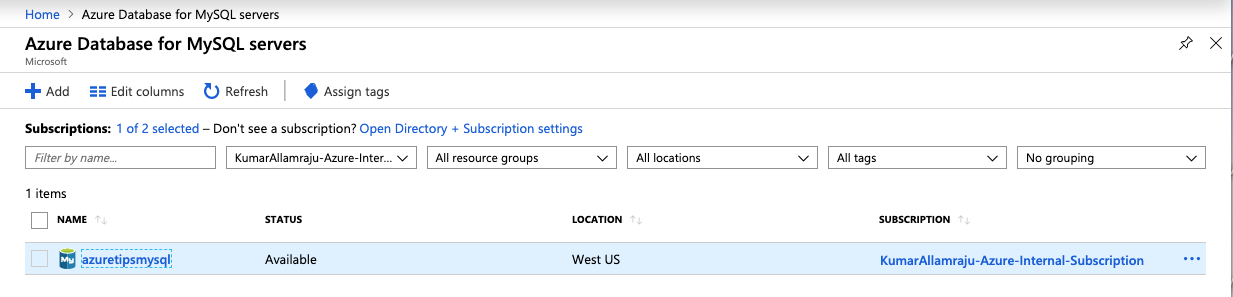 Home > Azure Database for MySQL servers
Azure Database for MySQL servers
Microsoft
Add Edit columns Refresh Assign tags
Subscriptions: 1 of 2 selected – Don't see a subscription? Open Directory + Subscription settings
Filter by name... KumarAllamraju-Azure-Inter... All resource groups All locations All tags No grouping
1 items
NAME STATUS LOCATION SUBSCRIPTION
My azuretipsmysql Available West US KumarAllamraju-Azure-Internal-Subscription ...